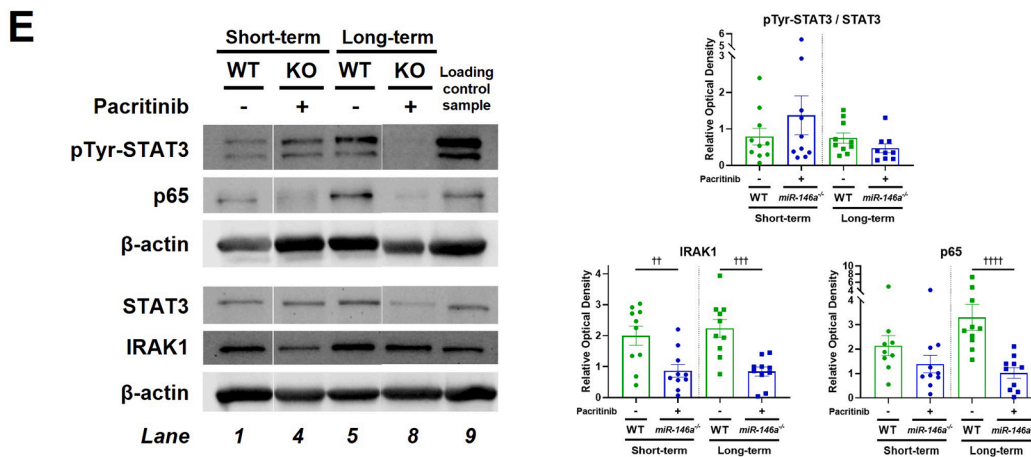 E
Short-term Long-term
WT KO WT KO Loading control sample
Pacritinib - + - +
pTyr-STAT3
p65
β-actin
STAT3
IRAK1
β-actin
Lane 1 4 5 8 9
pTyr-STAT3 / STAT3
Relative Optical Density
6
5
3
2
1
0
Pacritinib - + - +
WT miR-146a-/- WT miR-146a-/-
Short-term Long-term
IRAK1
†† †††
Relative Optical Density
4
3
2
1
0
Pacritinib - + - +
WT miR-146a-/- WT miR-146a-/-
Short-term Long-term
p65
††††
Relative Optical Density
10
8
6
4
4
3
2
1
0
Pacritinib - + - +
WT miR-146a-/- WT miR-146a-/-
Short-term Long-term